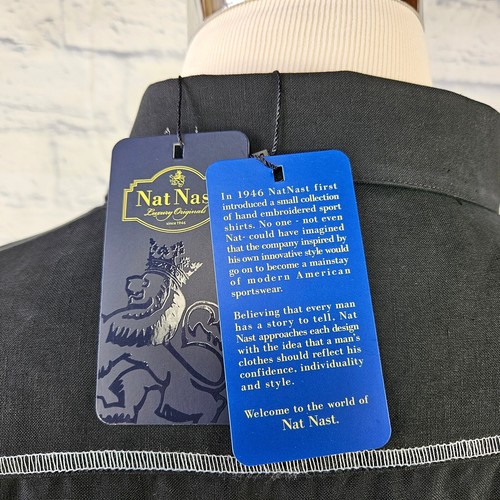 Nat Nas
Luxury Originals
SINCE 1946
In 1946 NatNast first
introduced a small collection
of hand embroidered sport
shirts. No one - not even
Nat- could have imagined
that the company inspired by
his own innovative style would
go on to become a mainstay
of modern American
sportswear.
Believing that every man
has a story to tell, Nat
Nast approaches each design
with the idea that a man's
clothes should reflect his
confidence, individuality
and style.
Welcome to the world of
Nat Nast.